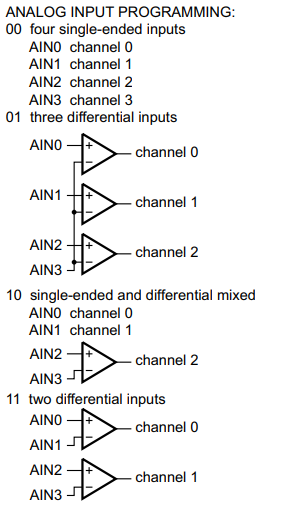 ANALOG INPUT PROGRAMMING:
00 four single-ended inputs
AIN0 channel 0
AIN1 channel 1
AIN2 channel 2
AIN3 channel 3
01 three differential inputs
AIN0 + − channel 0
AIN1 + − channel 1
AIN2 + − channel 2
AIN3
10 single-ended and differential mixed
AIN0 channel 0
AIN1 channel 1
AIN2 + − channel 2
AIN3
11 two differential inputs
AIN0 + − channel 0
AIN1
AIN2 + − channel 1
AIN3